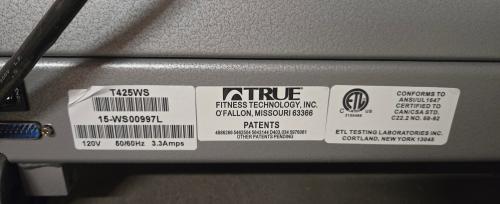 T425WS
15-WS00997L
120V 50/60Hz 3.3Amps
TRUE
FITNESS TECHNOLOGY, INC.
O'FALLON, MISSOURI 63366
PATENTS
OTHER PATENTS PENDING
ETL
CONFORMS TO
ANSI/UL1647
CERTIFIED TO
CAN/CSA STD.
C22.2 NO. 68-92
ETL TESTING LABORATORIES INC.
CORTLAND, NEW YORK 13045